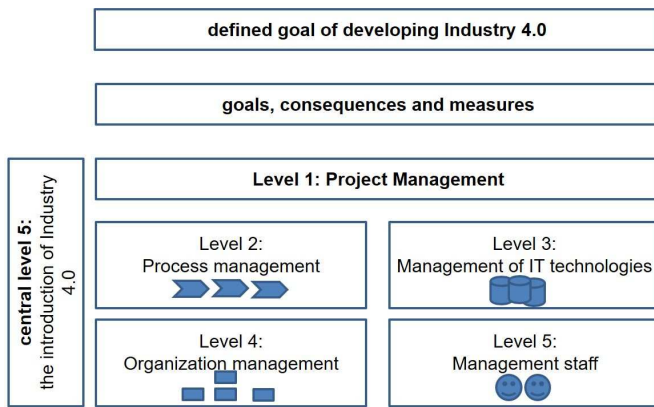 defined goal of developing Industry 4.0
goals, consequences and measures
central level 5:
the introduction of Industry
4.0
Level 1: Project Management
Level 2:
Process management
Level 3:
Management of IT technologies
Level 4:
Organization management
Level 5:
Management staff